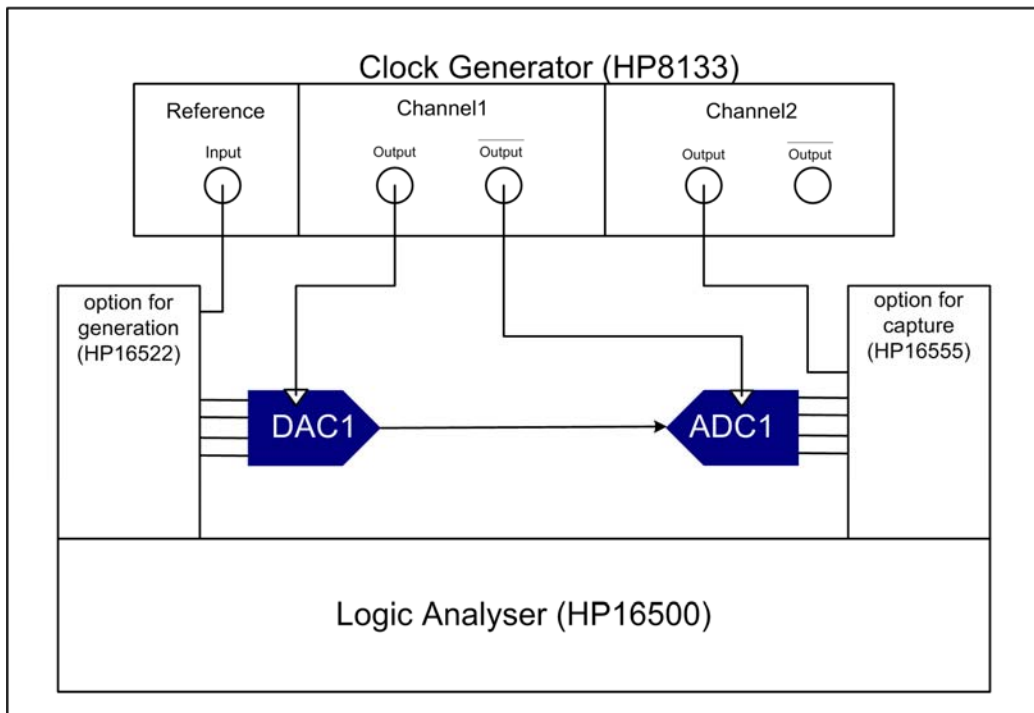 Clock Generator (HP8133)
Reference
Input
Channel1
Output
Output
Channel2
Output
Output
option for
generation
(HP16522)
option for
capture
(HP16555)
DAC1
ADC1
Logic Analyser (HP16500)